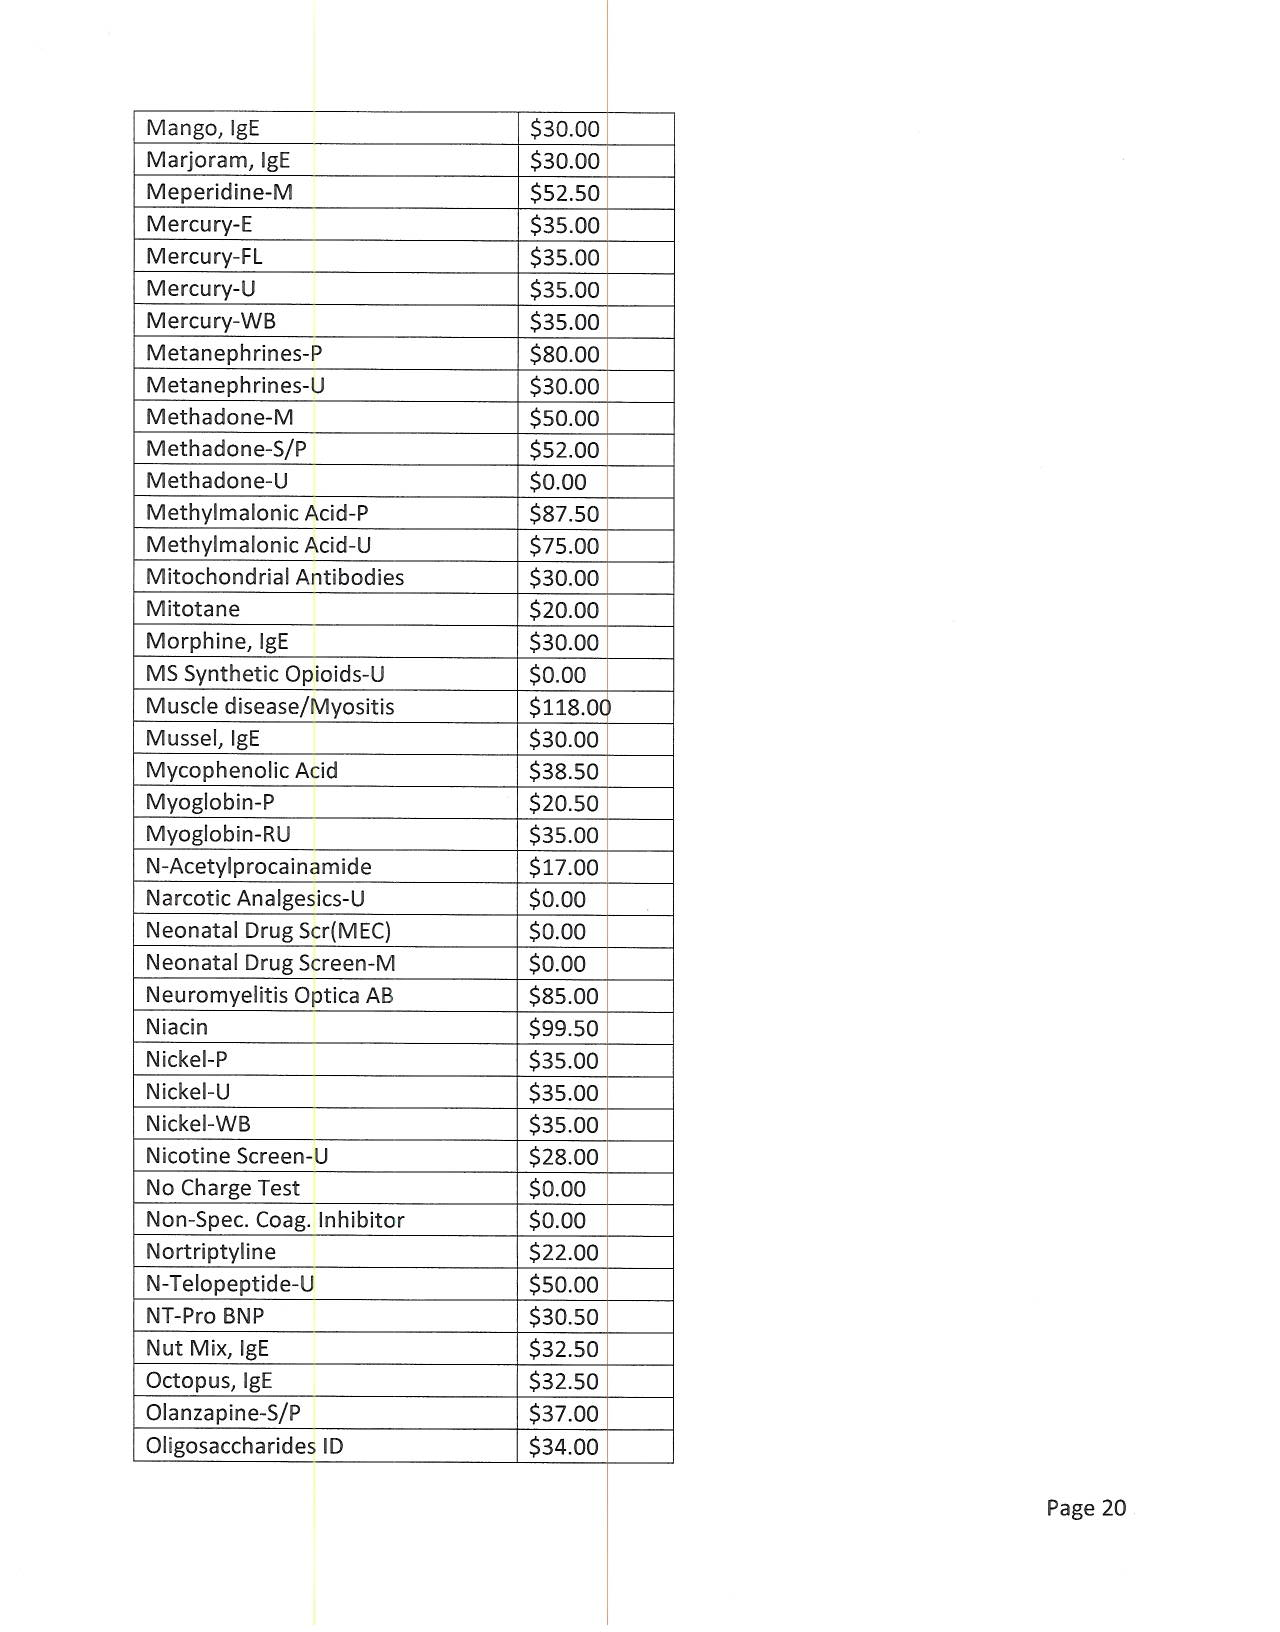 Mango, IgE $30.00
Marjoram, IgE $30.00
Meperidine-M $52.50
Mercury-E $35.00
Mercury-FL $35.00
Mercury-U $35.00
Mercury-WB $35.00
Metanephrines-P $80.00
Metanephrines-U $30.00
Methadone-M $50.00
Methadone-S/P $52.00
Methadone-U $0.00
Methylmalonic Acid-P $87.50
Methylmalonic Acid-U $75.00
Mitochondrial Antibodies $30.00
Mitotane $20.00
Morphine, IgE $30.00
MS Synthetic Opioids-U $0.00
Muscle disease/Myositis $118.00
Mussel, IgE $30.00
Mycophenolic Acid $38.50
Myoglobin-P $20.50
Myoglobin-RU $35.00
N-Acetylprocainamide $17.00
Narcotic Analgesics-U $0.00
Neonatal Drug Scr(MEC) $0.00
Neonatal Drug Screen-M $0.00
Neuromyelitis Optica AB $85.00
Niacin $99.50
Nickel-P $35.00
Nickel-U $35.00
Nickel-WB $35.00
Nicotine Screen-U $28.00
No Charge Test $0.00
Non-Spec. Coag. Inhibitor $0.00
Nortriptyline $22.00
N-Telopeptide-U $50.00
NT-Pro BNP $30.50
Nut Mix, IgE $32.50
Octopus, IgE $32.50
Olanzapine-S/P $37.00
Oligosaccharides ID $34.00
Page 20